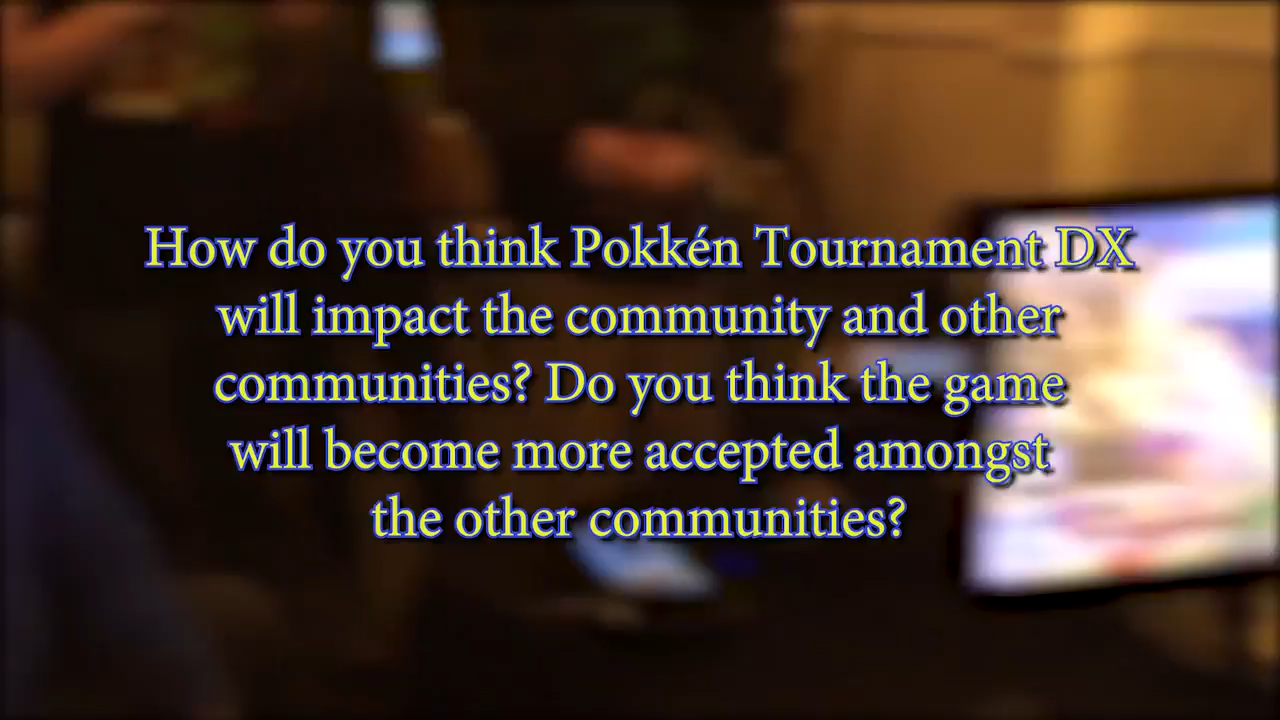 How do you think Pokkén Tournament DX
will impact the community and other
communities? Do you think the game
will become more accepted amongst
the other communities?